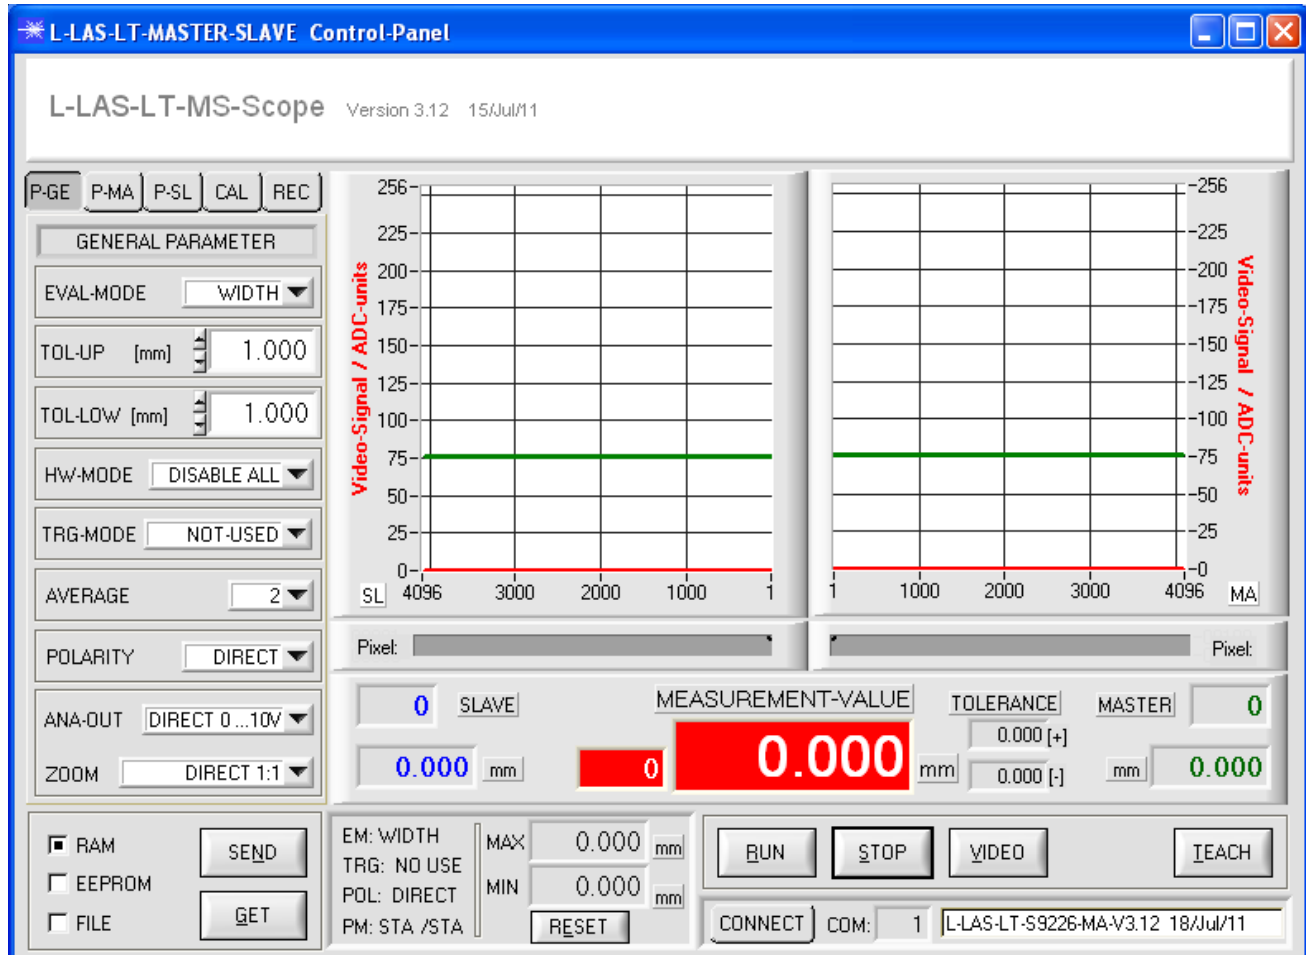 L-LAS-LT-MASTER-SLAVE Control-Panel
L-LAS-LT-MS-Scope Version 3.12 15/Jul/11
P-GE P-MA P-SL CAL REC
GENERAL PARAMETER
EVAL-MODE WIDTH
TOL-UP [mm] 1.000
TOL-LOW [mm] 1.000
HW-MODE DISABLE ALL
TRG-MODE NOT-USED
AVERAGE 2
POLARITY DIRECT
ANA-OUT DIRECT 0 ...10V
ZOOM DIRECT 1:1
Video-Signal / ADC-units
256
225
200
175
150
125
100
75
50
25
0
SL 4096 3000 2000 1000 1
256
225
200
175
150
125
100
75
50
25
0
Video-Signal / ADC-units
1 1000 2000 3000 4096 MA
Pixel: Pixel:
0 SLAVE MEASUREMENT-VALUE TOLERANCE MASTER 0
0.000 [+]
0.000 mm 0 0.000 mm 0.000 [-] mm 0.000
RAM
EEPROM
FILE
SEND
GET
EM: WIDTH
TRG: NO USE
POL: DIRECT
PM: STA /STA
MAX 0.000 mm
MIN 0.000 mm
RESET
RUN STOP VIDEO TEACH
CONNECT COM: 1 L-LAS-LT-S9226-MA-V3.12 18/Jul/11